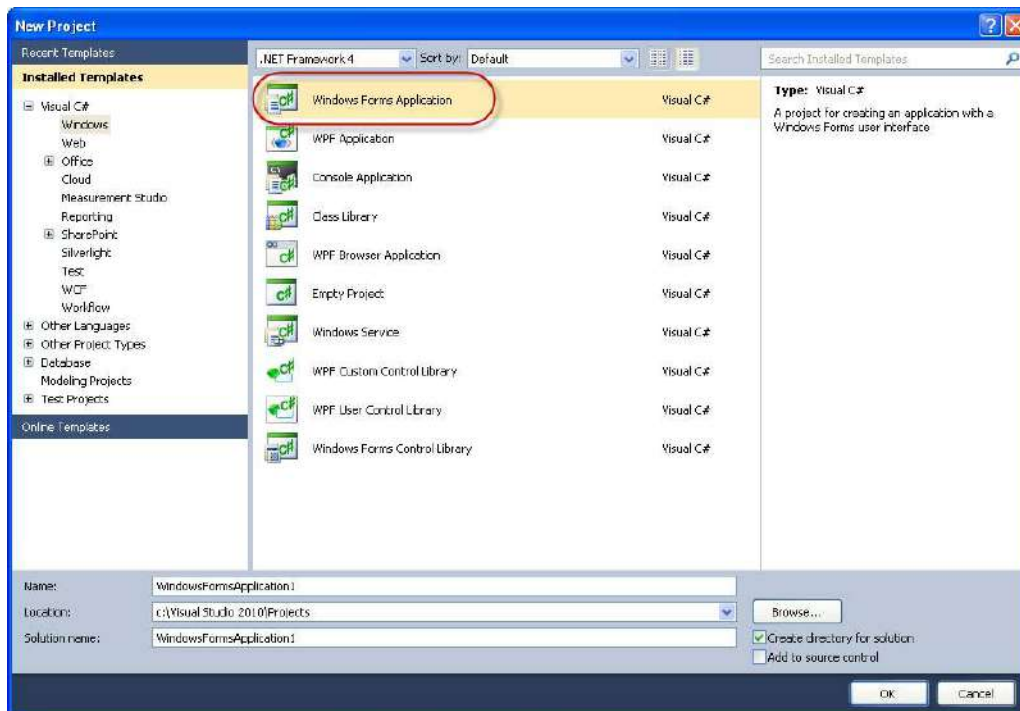 New Project
Recent Templates
Installed Templates
Visual C#
Windows
Web
Office
Cloud
Measurement Studio
Reporting
SharePoint
Silverlight
Test
WCF
Workflow
Other Languages
Other Project Types
Database
Modeling Projects
Test Projects
Online Templates
.NET Framework 4 Sort by: Default
Windows Forms Application Visual C#
WPF Application Visual C#
Console Application Visual C#
Class Library Visual C#
WPF Browser Application Visual C#
Empty Project Visual C#
Windows Service Visual C#
WPF Custom Control Library Visual C#
WPF User Control Library Visual C#
Windows Forms Control Library Visual C#
Search Installed Templates
Type: Visual C#
A project for creating an application with a
Windows Forms user interface
Name: WindowsFormsApplication1
Location: c:\Visual Studio 2010\Projects
Browse...
Solution name: WindowsFormsApplication1
Create directory for solution
Add to source control
OK Cancel